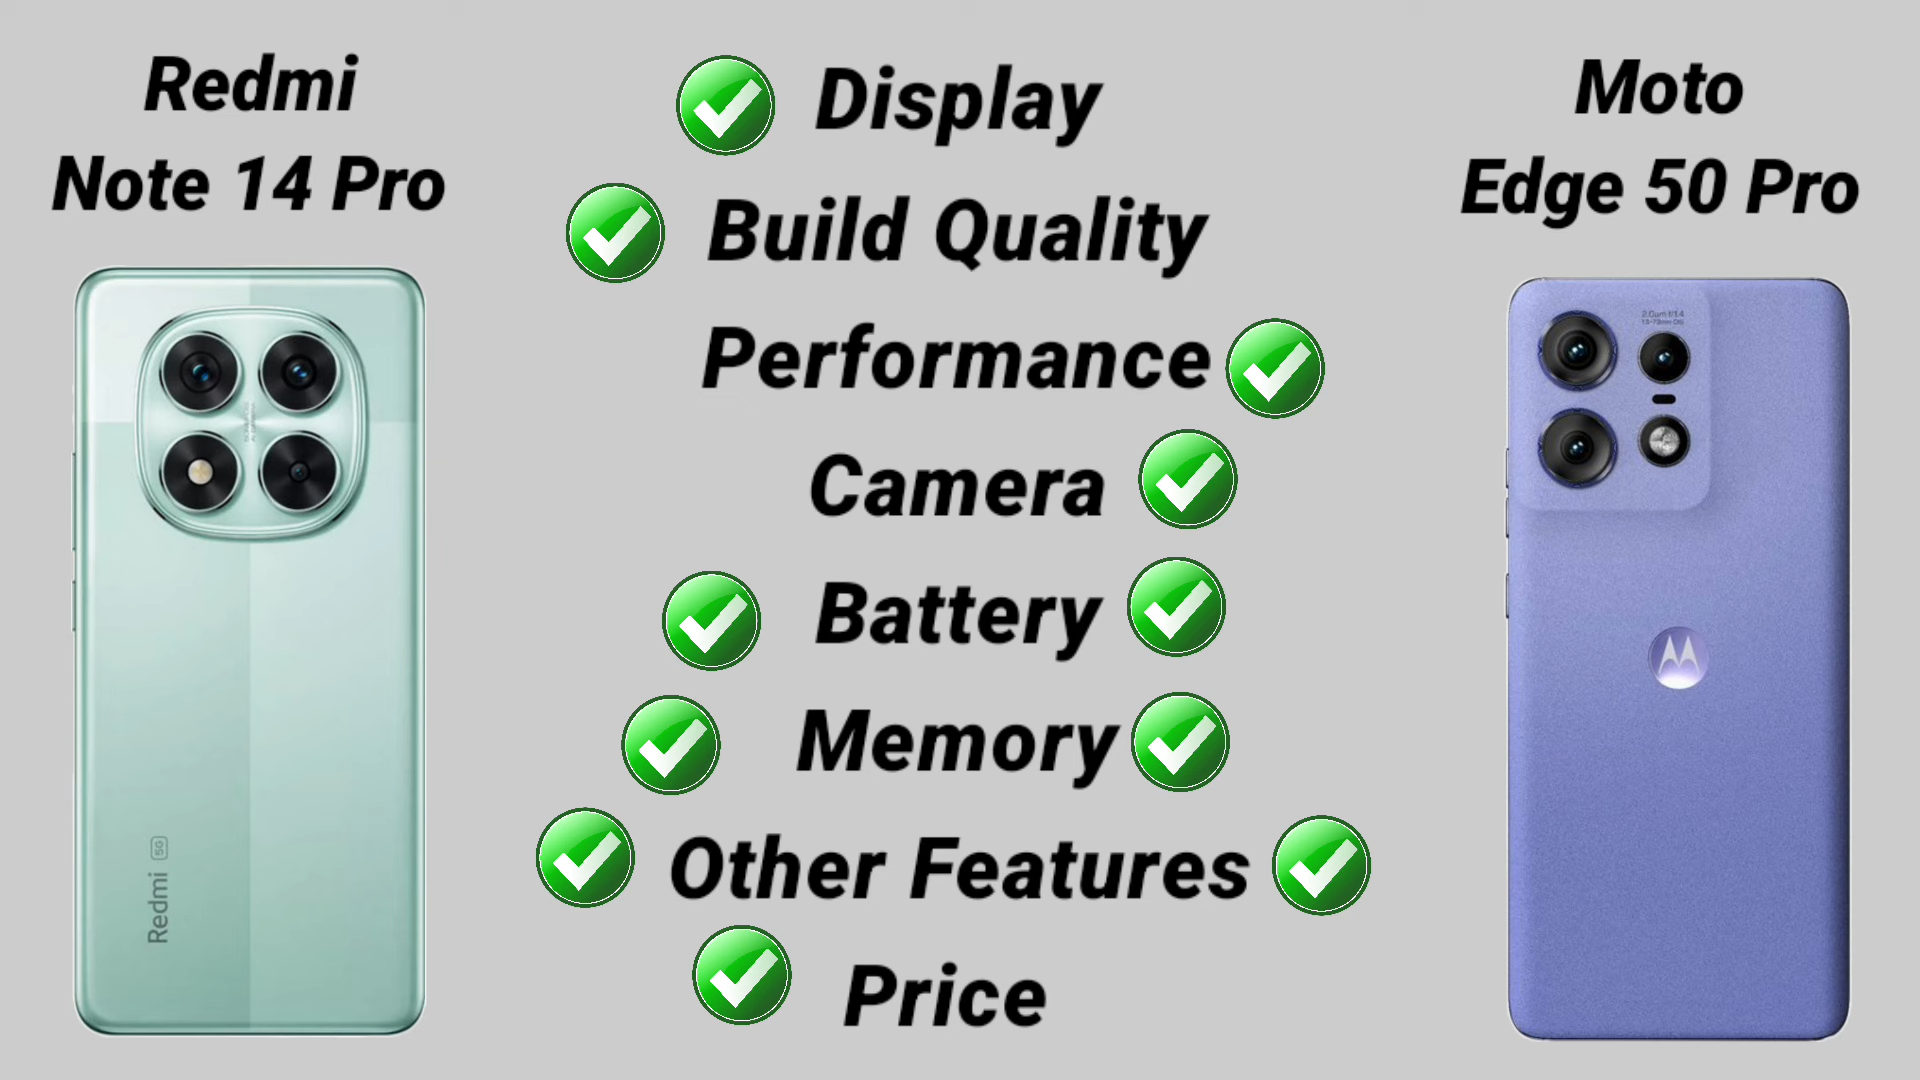 Redmi
Note 14 Pro
Display
Build Quality
Performance
Camera
Battery
Memory
Other Features
Price
Moto
Edge 50 Pro
Redmi 5G